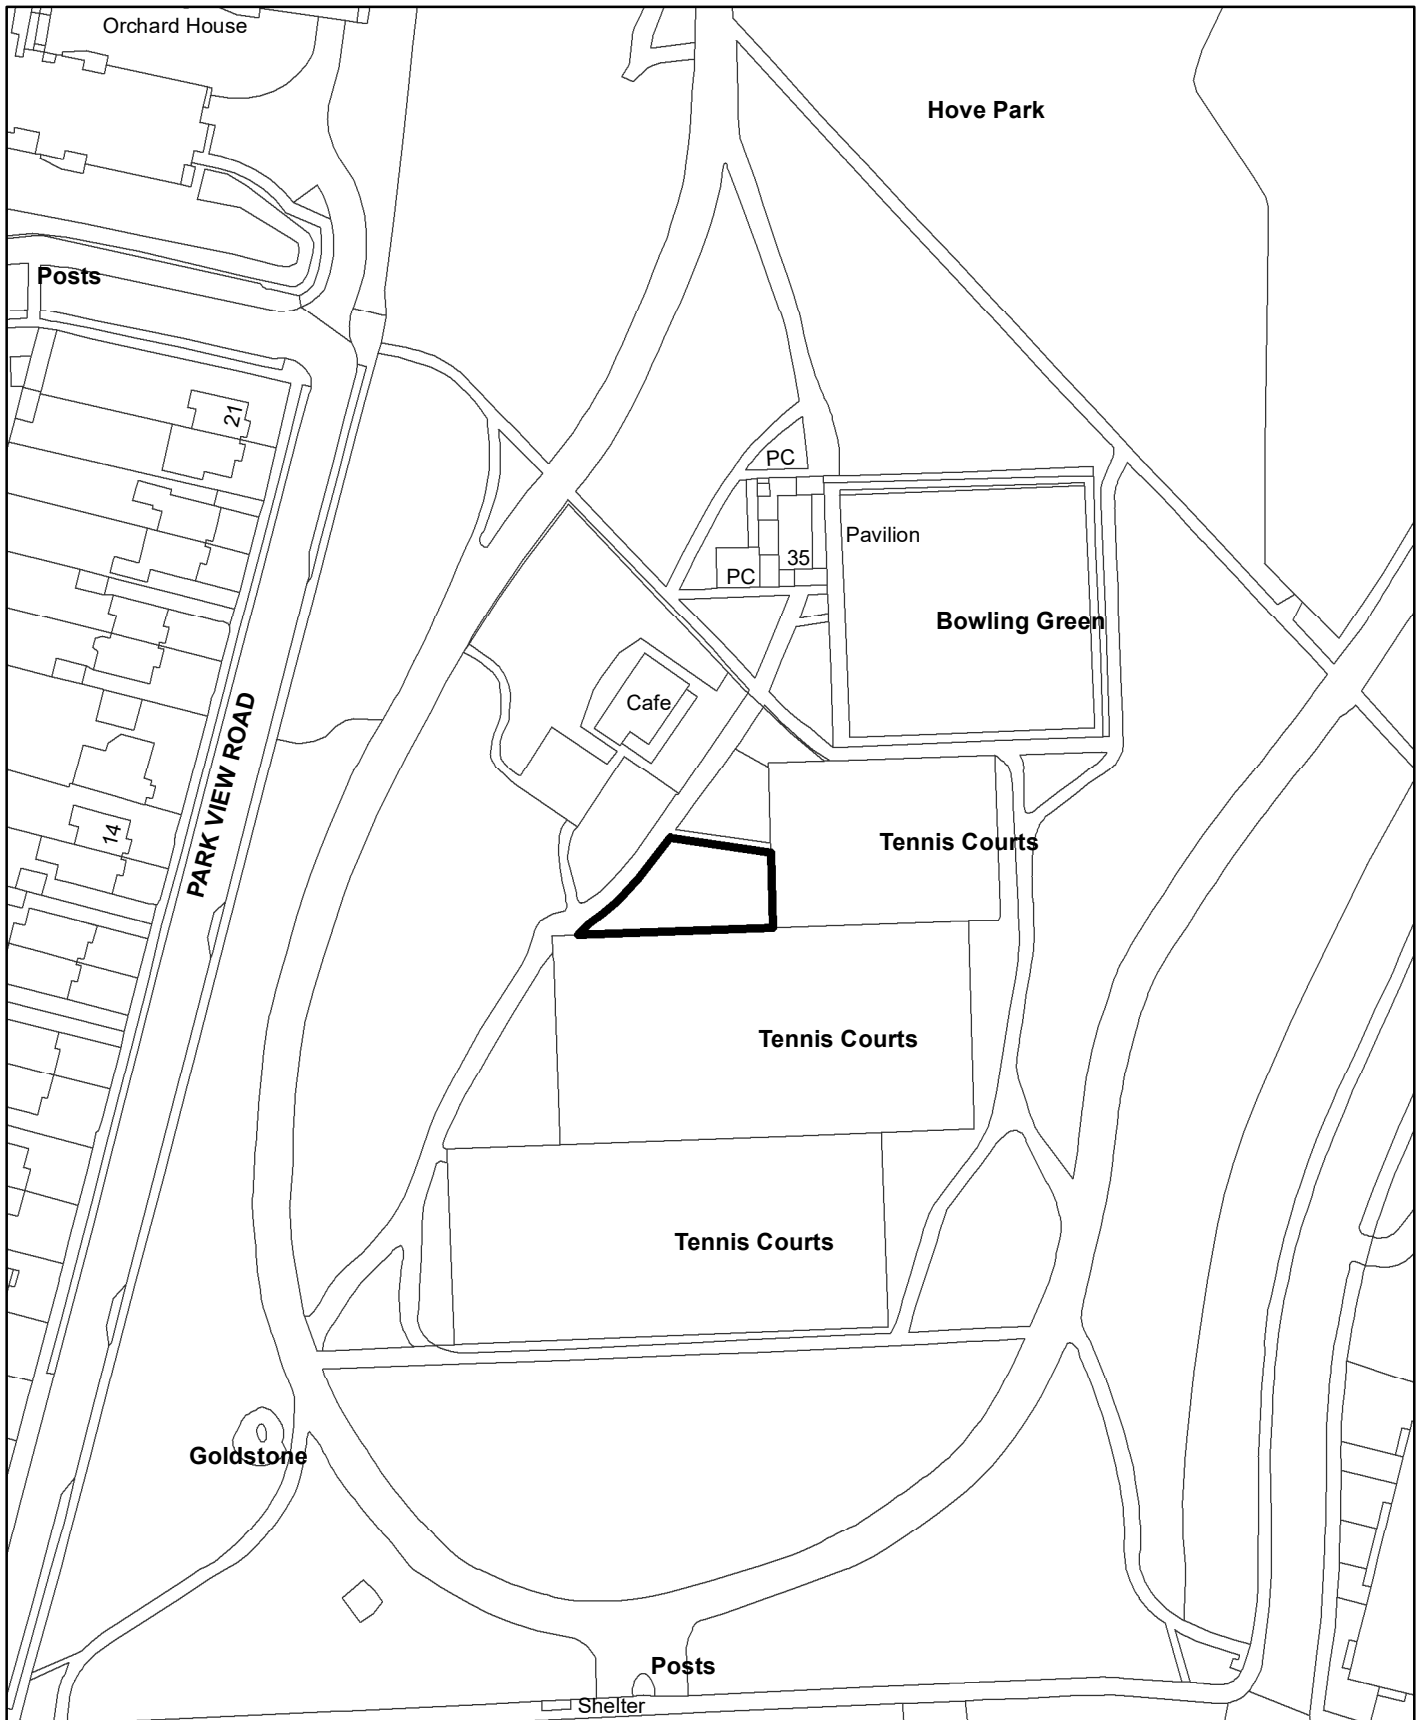 Orchard House
Hove Park
Posts
21
PC
Pavilion
35
PC
Bowling Green
Cafe
PARK VIEW ROAD
14
Tennis Courts
Tennis Courts
Tennis Courts
Goldstone
Posts
Shelter